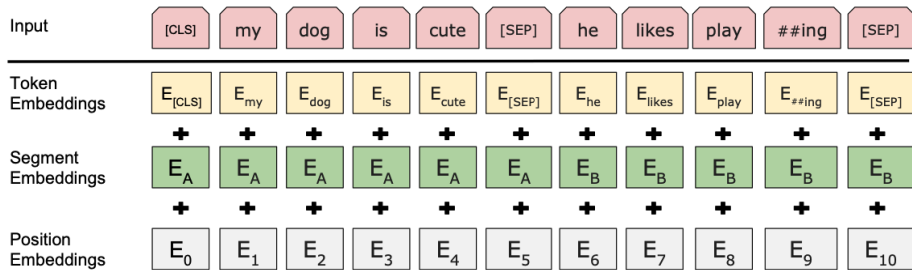 Input [CLS] my dog is cute [SEP] he likes play ##ing [SEP]
Token
Embeddings
E[CLS] Emy Edog Eis Ecute E[SEP] Ehe Elikes Eplay E##ing E[SEP]
+ + + + + + + + + + +
Segment
Embeddings
EA EA EA EA EA EA EB EB EB EB EB
+ + + + + + + + + + +
Position
Embeddings
E0 E1 E2 E3 E4 E5 E6 E7 E8 E9 E10